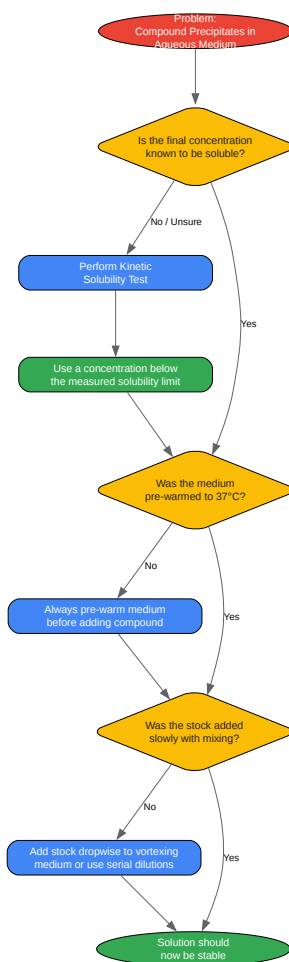 Problem:
Compound Precipitates in
Aqueous Medium
Is the final concentration
known to be soluble?
No / Unsure
Perform Kinetic
Solubility Test
Yes
Use a concentration below
the measured solubility limit
Was the medium
pre-warmed to 37°C?
No
Always pre-warm medium
before adding compound
Yes
Was the stock added
slowly with mixing?
No
Add stock dropwise to vortexing
medium or use serial dilutions
Yes
Solution should
now be stable